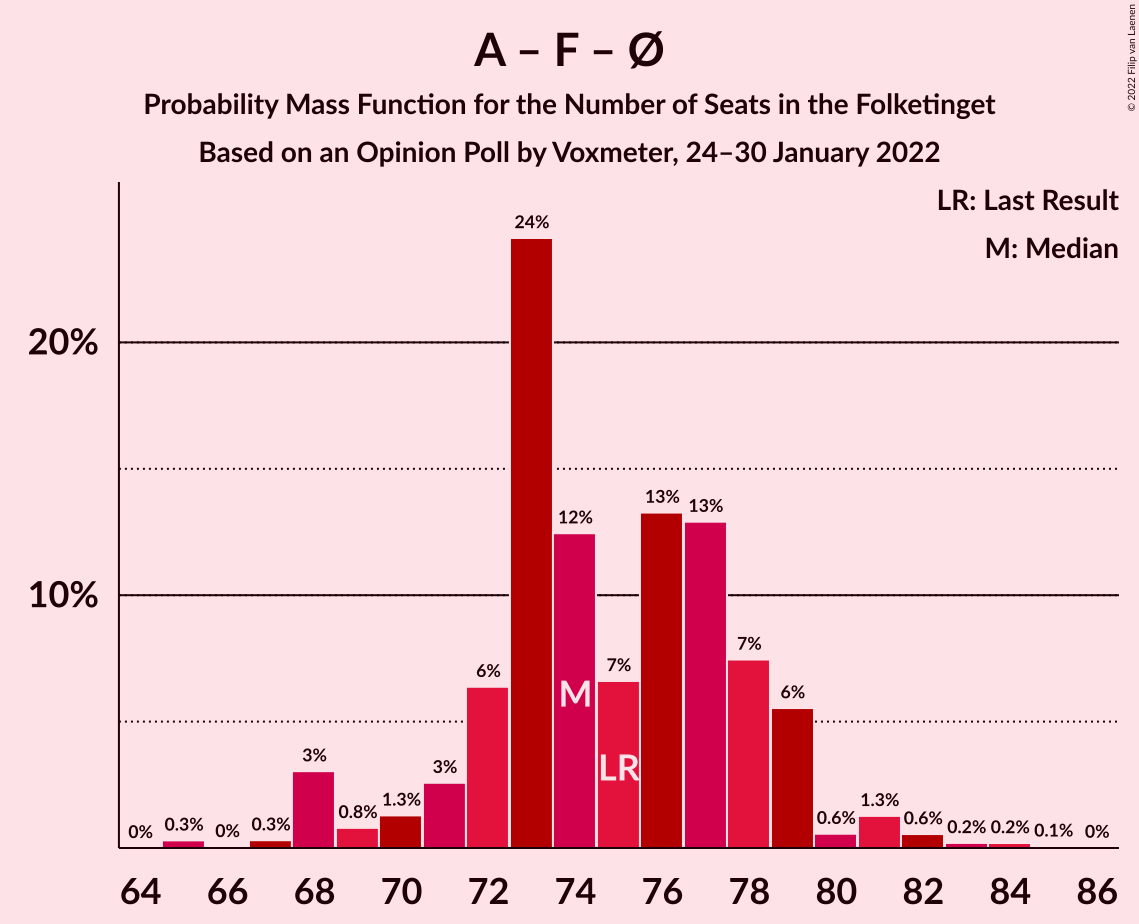 A – F – Ø
Probability Mass Function for the Number of Seats in the Folketinget
Based on an Opinion Poll by Voxmeter, 24–30 January 2022
© 2022 Filip van Laenen
LR: Last Result
M: Median
20%
10%
0%
0.3%
0%
0.3%
3%
0.8%
1.3%
3%
6%
24%
12%
7%
13%
13%
7%
6%
0.6%
1.3%
0.6%
0.2%
0.2%
0.1%
0%
M
LR
64 66 68 70 72 74 76 78 80 82 84 86